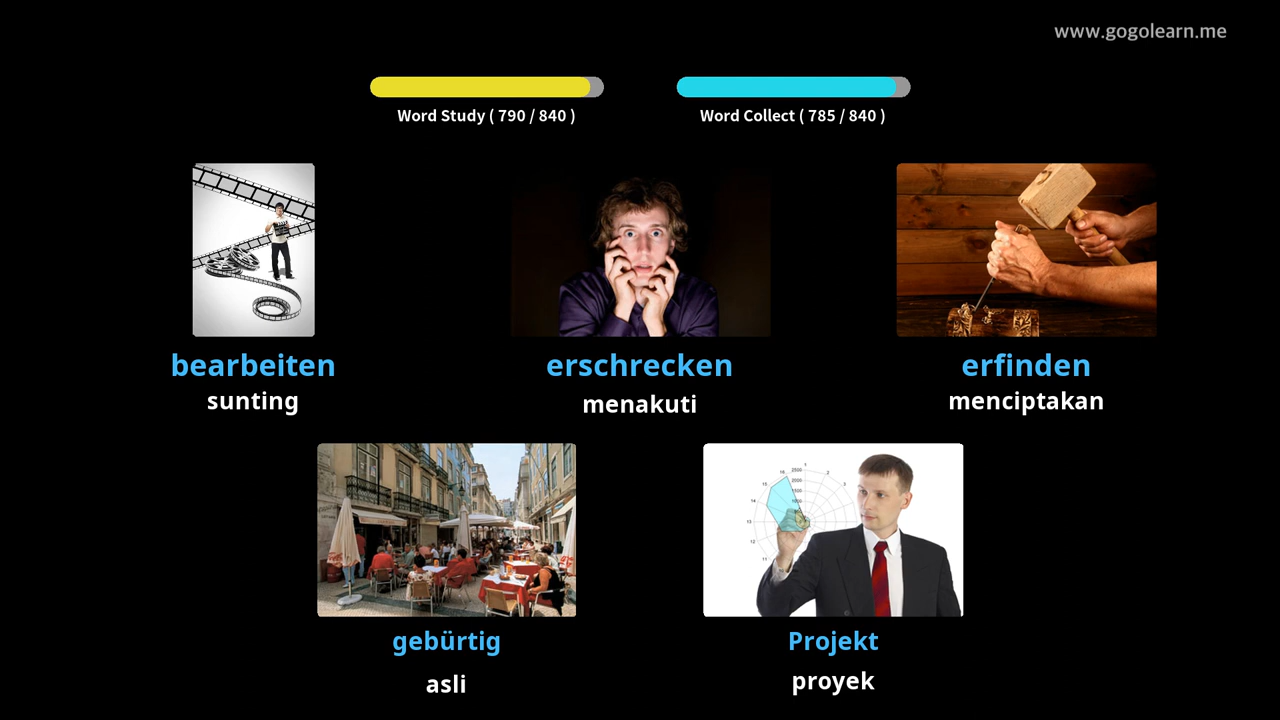 www.gogolearn.me
Word Study ( 790 / 840 )
Word Collect ( 785 / 840 )
bearbeiten
sunting
erschrecken
menakuti
erfinden
menciptakan
gebürtig
asli
Projekt
proyek